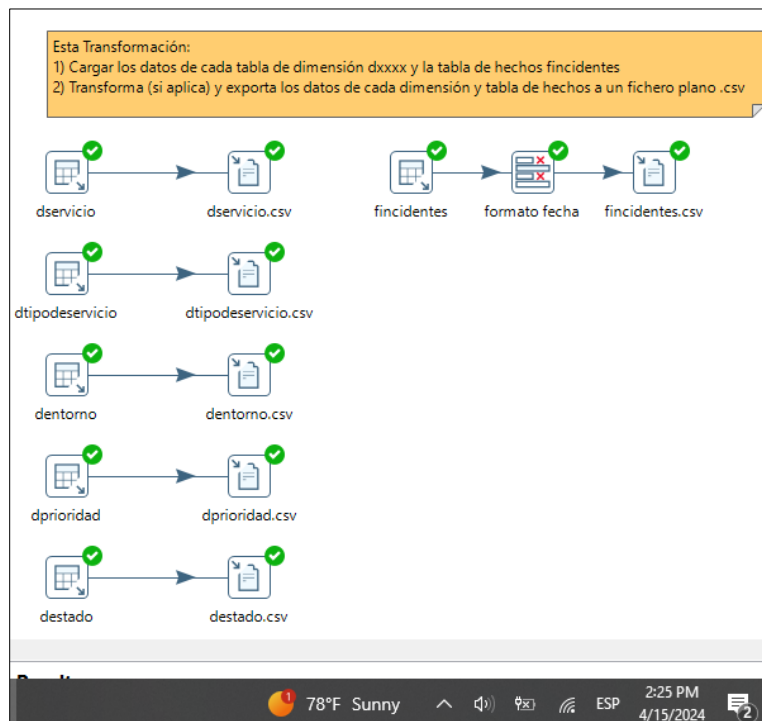 Esta Transformación:
1) Cargar los datos de cada tabla de dimensión dxxxx y la tabla de hechos fincidentes
2) Transforma (si aplica) y exporta los datos de cada dimensión y tabla de hechos a un fichero plano .csv
dservicio
dservicio.csv
fincidentes
formato fecha
fincidentes.csv
dtipodeservicio
dtipodeservicio.csv
dentorno
dentorno.csv
dprioridad
dprioridad.csv
destado
destado.csv
1
78°F Sunny
ESP
2:25 PM
4/15/2024
2